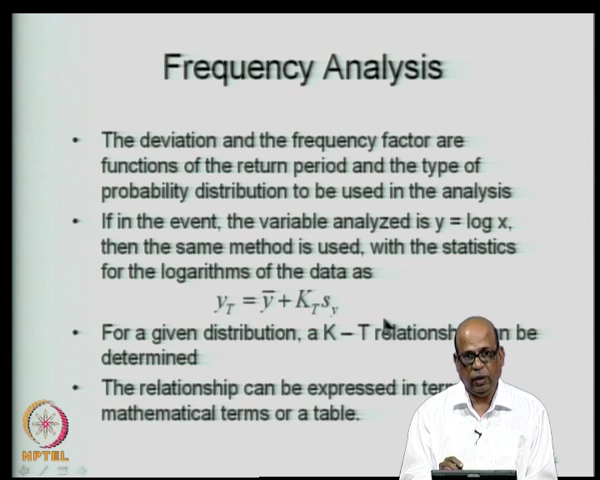 Frequency Analysis
• The deviation and the frequency factor are
functions of the return period and the type of
probability distribution to be used in the analysis
• If in the event, the variable analyzed is y = log x,
then the same method is used, with the statistics
for the logarithms of the data as
y_T = ȳ + K_T s_y
• For a given distribution, a K – T be
determined
• The relationship can be expressed in
mathematical terms or a table.
NPTEL